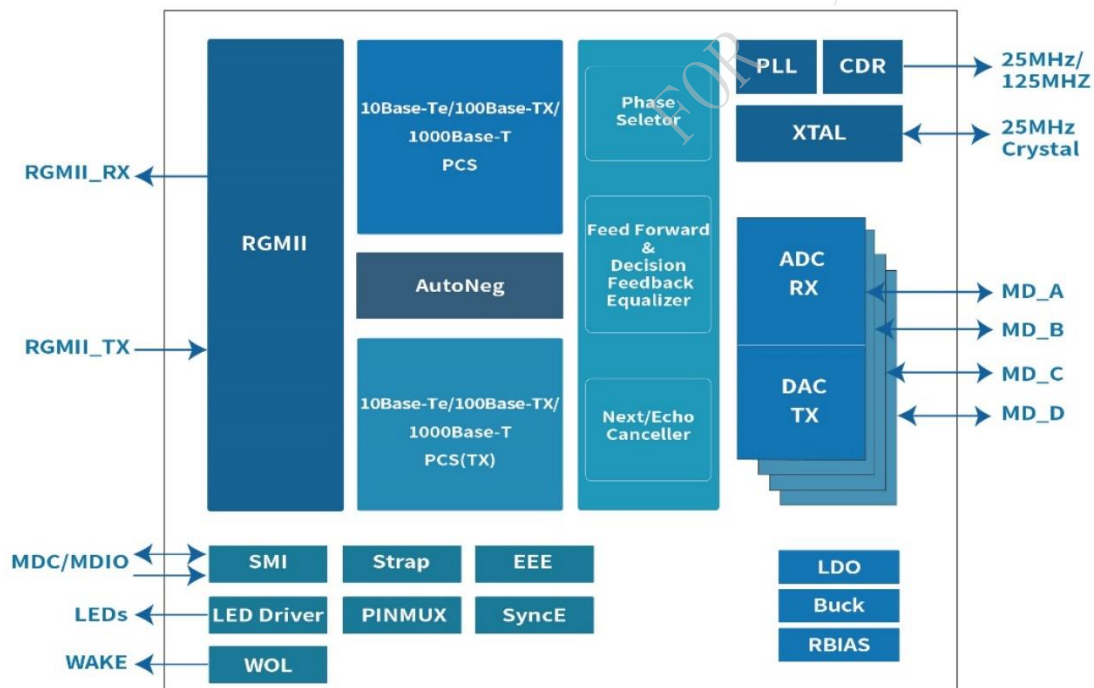 RGMII_RX
RGMII_TX
RGMII
10Base-Te/100Base-TX/
1000Base-T
PCS
AutoNeg
10Base-Te/100Base-TX/
1000Base-T
PCS(TX)
Phase
Seletor
Feed Forward
&
Decision
Feedback
Equalizer
Next/Echo
Canceller
FOR
PLL
CDR
25MHz/
125MHZ
XTAL
25MHz
Crystal
ADC
RX
DAC
TX
MD_A
MD_B
MD_C
MD_D
MDC/MDIO
SMI
Strap
EEE
LEDs
LED Driver
PINMUX
SyncE
WAKE
WOL
LDO
Buck
RBIAS